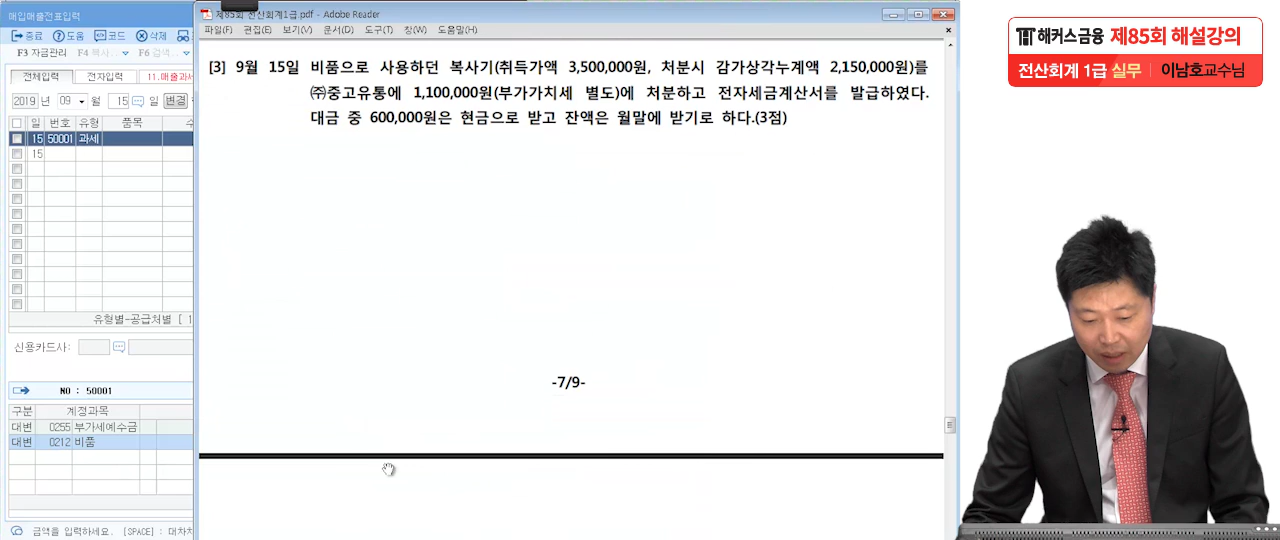 매입매출전표입력
종료 도움 코드 삭제
F3 자금관리 F4 복사.. F6 검색..
전체입력 전자입력 11.매출과세
2019 년 09 월 15 일 변경
일 번호 유형 품목 수
15 50001 과세
15
유형별-공급처별 [ 1
신용카드사:
NO : 50001
구분 계정과목
대변 0255 부가세예수금
대변 0212 비품
금액을 입력하세요. [SPACE] : 대차차
제85회 전산회계1급.pdf - Adobe Reader
파일(F) 편집(E) 보기(V) 문서(D) 도구(T) 창(W) 도움말(H)
[3] 9월 15일 비품으로 사용하던 복사기(취득가액 3,500,000원, 처분시 감가상각누계액 2,150,000원)를
㈜중고유통에 1,100,000원(부가가치세 별도)에 처분하고 전자세금계산서를 발급하였다.
대금 중 600,000원은 현금으로 받고 잔액은 월말에 받기로 하다.(3점)
-7/9-
해커스금융 제85회 해설강의
전산회계 1급 실무 이남호교수님